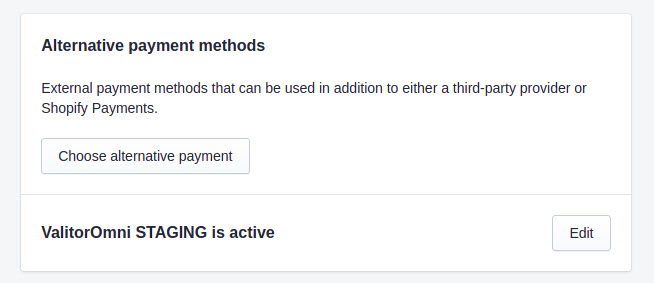 Alternative payment methods
External payment methods that can be used in addition to either a third-party provider or
Shopify Payments.
Choose alternative payment
ValitorOmni STAGING is active
Edit